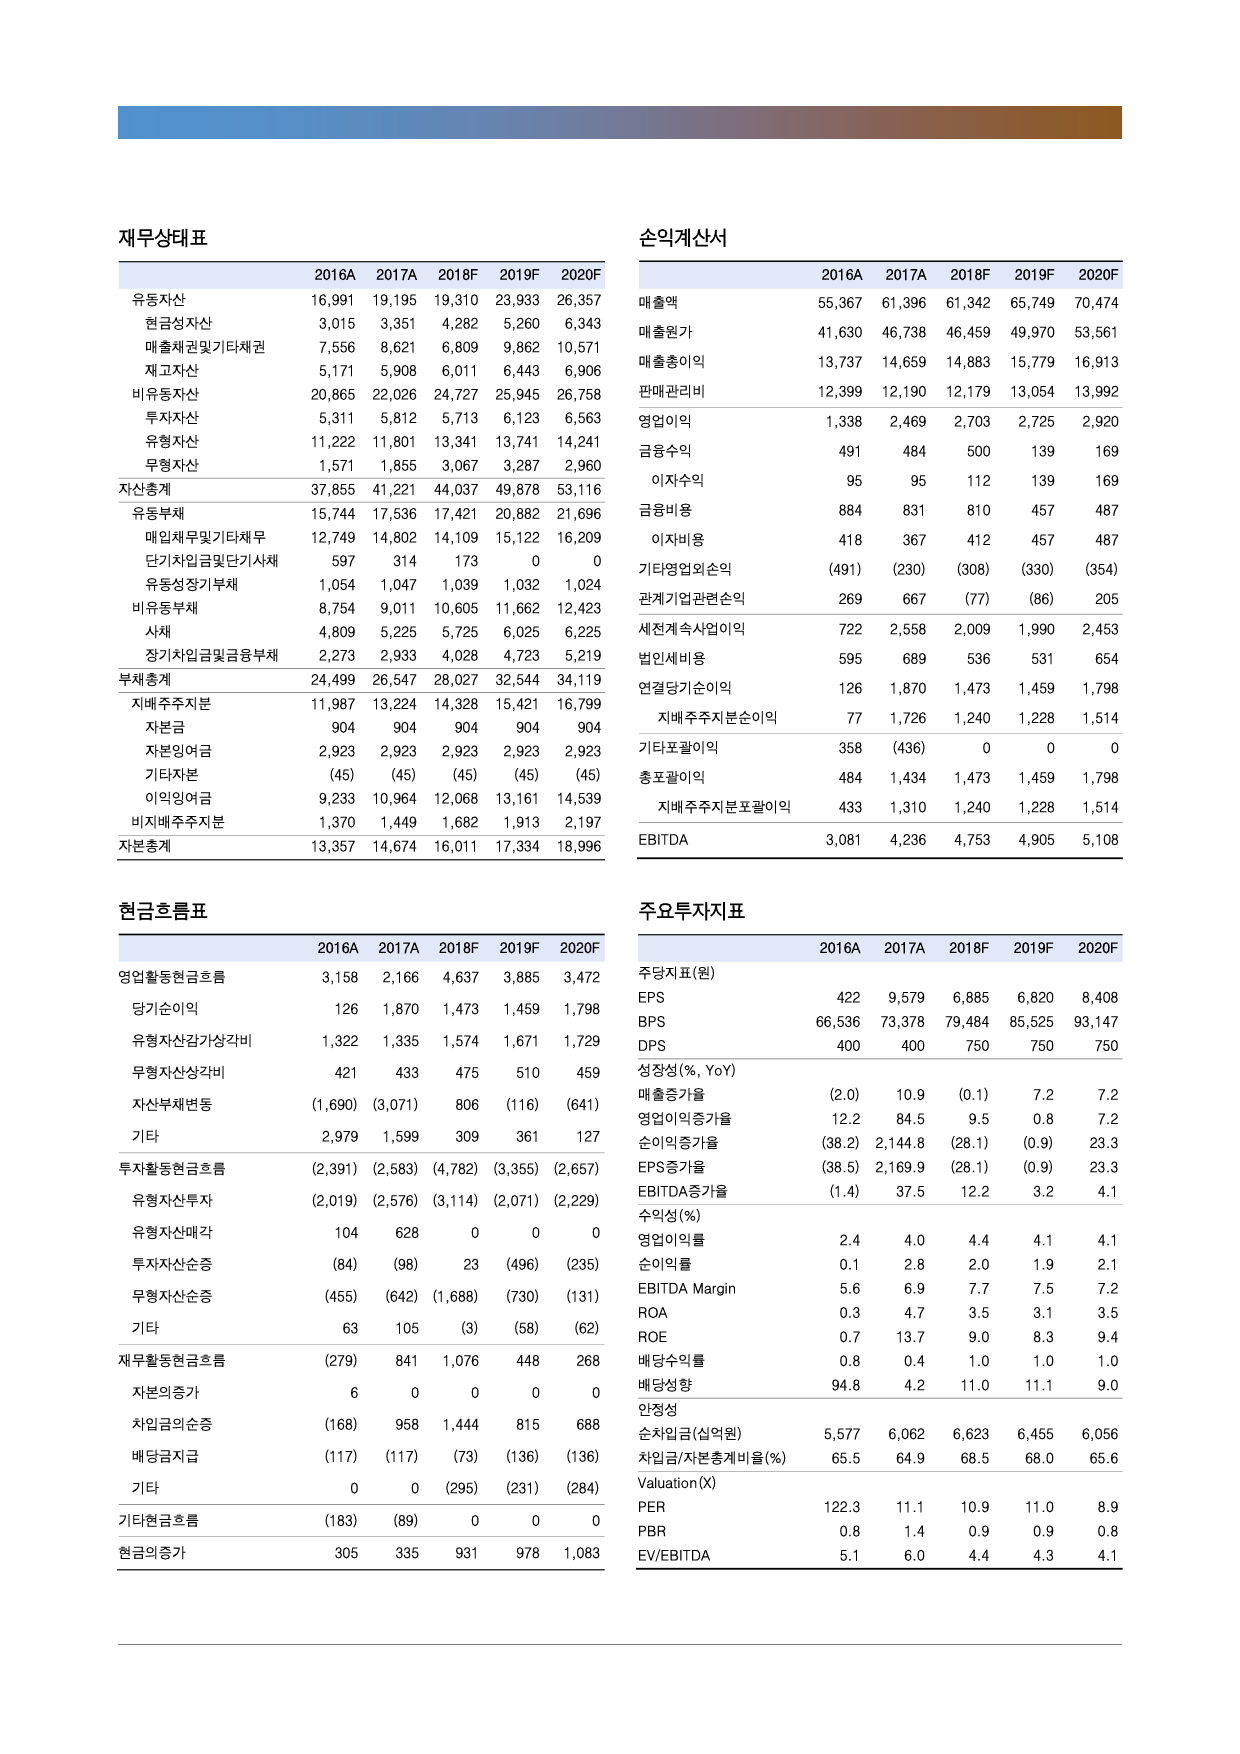 재무상태표
2016A 2017A 2018F 2019F 2020F
유동자산 16,991 19,195 19,310 23,933 26,357
현금성자산 3,015 3,351 4,282 5,260 6,343
매출채권및기타채권 7,556 8,621 6,809 9,862 10,571
재고자산 5,171 5,908 6,011 6,443 6,906
비유동자산 20,865 22,026 24,727 25,945 26,758
투자자산 5,311 5,812 5,713 6,123 6,563
유형자산 11,222 11,801 13,341 13,741 14,241
무형자산 1,571 1,855 3,067 3,287 2,960
자산총계 37,855 41,221 44,037 49,878 53,116
유동부채 15,744 17,536 17,421 20,882 21,696
매입채무및기타채무 12,749 14,802 14,109 15,122 16,209
단기차입금및단기사채 597 314 173 0 0
유동성장기부채 1,054 1,047 1,039 1,032 1,024
비유동부채 8,754 9,011 10,605 11,662 12,423
사채 4,809 5,225 5,725 6,025 6,225
장기차입금및금융부채 2,273 2,933 4,028 4,723 5,219
부채총계 24,499 26,547 28,027 32,544 34,119
지배주주지분 11,987 13,224 14,328 15,421 16,799
자본금 904 904 904 904 904
자본잉여금 2,923 2,923 2,923 2,923 2,923
기타자본 (45) (45) (45) (45) (45)
이익잉여금 9,233 10,964 12,068 13,161 14,539
비지배주주지분 1,370 1,449 1,682 1,913 2,197
자본총계 13,357 14,674 16,011 17,334 18,996
손익계산서
2016A 2017A 2018F 2019F 2020F
매출액 55,367 61,396 61,342 65,749 70,474
매출원가 41,630 46,738 46,459 49,970 53,561
매출총이익 13,737 14,659 14,883 15,779 16,913
판매관리비 12,399 12,190 12,179 13,054 13,992
영업이익 1,338 2,469 2,703 2,725 2,920
금융수익 491 484 500 139 169
이자수익 95 95 112 139 169
금융비용 884 831 810 457 487
이자비용 418 367 412 457 487
기타영업외손익 (491) (230) (308) (330) (354)
관계기업관련손익 269 667 (77) (86) 205
세전계속사업이익 722 2,558 2,009 1,990 2,453
법인세비용 595 689 536 531 654
연결당기순이익 126 1,870 1,473 1,459 1,798
지배주주지분순이익 77 1,726 1,240 1,228 1,514
기타포괄이익 358 (436) 0 0 0
총포괄이익 484 1,434 1,473 1,459 1,798
지배주주지분포괄이익 433 1,310 1,240 1,228 1,514
EBITDA 3,081 4,236 4,753 4,905 5,108
현금흐름표
2016A 2017A 2018F 2019F 2020F
영업활동현금흐름 3,158 2,166 4,637 3,885 3,472
당기순이익 126 1,870 1,473 1,459 1,798
유형자산감가상각비 1,322 1,335 1,574 1,671 1,729
무형자산상각비 421 433 475 510 459
자산부채변동 (1,690) (3,071) 806 (116) (641)
기타 2,979 1,599 309 361 127
투자활동현금흐름 (2,391) (2,583) (4,782) (3,355) (2,657)
유형자산투자 (2,019) (2,576) (3,114) (2,071) (2,229)
유형자산매각 104 628 0 0 0
투자자산순증 (84) (98) 23 (496) (235)
무형자산순증 (455) (642) (1,688) (730) (131)
기타 63 105 (3) (58) (62)
재무활동현금흐름 (279) 841 1,076 448 268
자본의증가 6 0 0 0 0
차입금의순증 (168) 958 1,444 815 688
배당금지급 (117) (117) (73) (136) (136)
기타 0 0 (295) (231) (284)
기타현금흐름 (183) (89) 0 0 0
현금의증가 305 335 931 978 1,083
주요투자지표
2016A 2017A 2018F 2019F 2020F
주당지표(원)
EPS 422 9,579 6,885 6,820 8,408
BPS 66,536 73,378 79,484 85,525 93,147
DPS 400 400 750 750 750
성장성(%, YoY)
매출증가율 (2.0) 10.9 (0.1) 7.2 7.2
영업이익증가율 12.2 84.5 9.5 0.8 7.2
순이익증가율 (38.2) 2,144.8 (28.1) (0.9) 23.3
EPS증가율 (38.5) 2,169.9 (28.1) (0.9) 23.3
EBITDA증가율 (1.4) 37.5 12.2 3.2 4.1
수익성(%)
영업이익률 2.4 4.0 4.4 4.1 4.1
순이익률 0.1 2.8 2.0 1.9 2.1
EBITDA Margin 5.6 6.9 7.7 7.5 7.2
ROA 0.3 4.7 3.5 3.1 3.5
ROE 0.7 13.7 9.0 8.3 9.4
배당수익률 0.8 0.4 1.0 1.0 1.0
배당성향 94.8 4.2 11.0 11.1 9.0
안정성
순차입금(십억원) 5,577 6,062 6,623 6,455 6,056
차입금/자본총계비율(%) 65.5 64.9 68.5 68.0 65.6
Valuation(X)
PER 122.3 11.1 10.9 11.0 8.9
PBR 0.8 1.4 0.9 0.9 0.8
EV/EBITDA 5.1 6.0 4.4 4.3 4.1